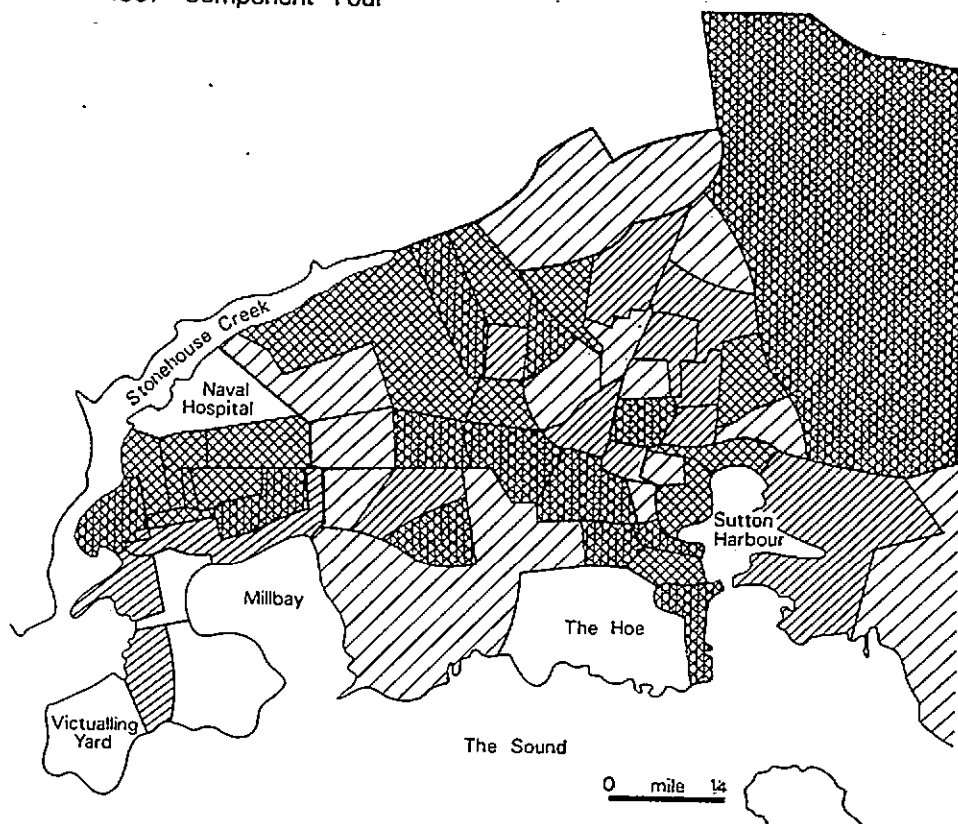 Component Four
Stonehouse Creek
Naval
Hospital
Sutton
Harbour
Millbay
The Hoe
Victualling
Yard
The Sound
0 mile ¼